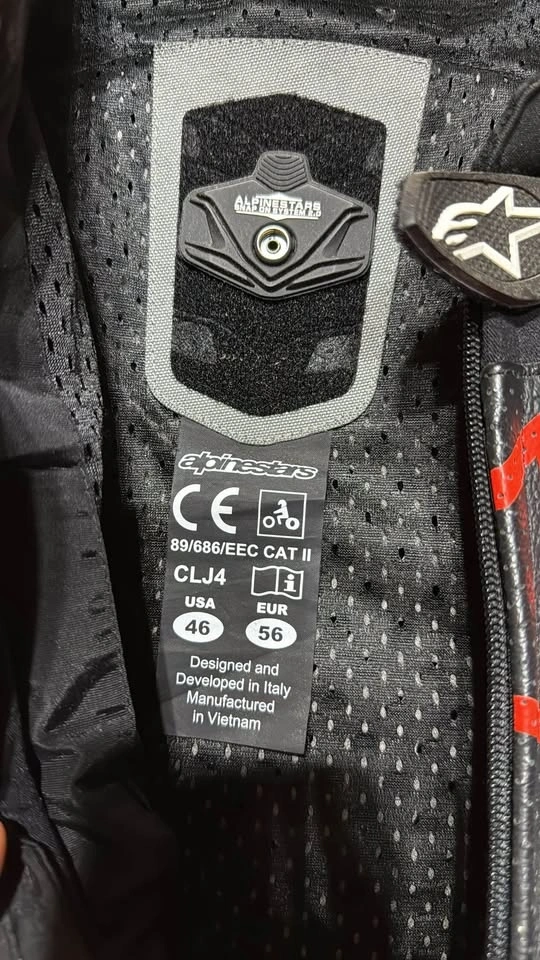 ALPINESTARS
SNAP ON SYSTEM 2.0
alpinestars
CE
89/686/EEC CAT II
CLJ4
i
USA EUR
46 56
Designed and
Developed in Italy
Manufactured
in Vietnam